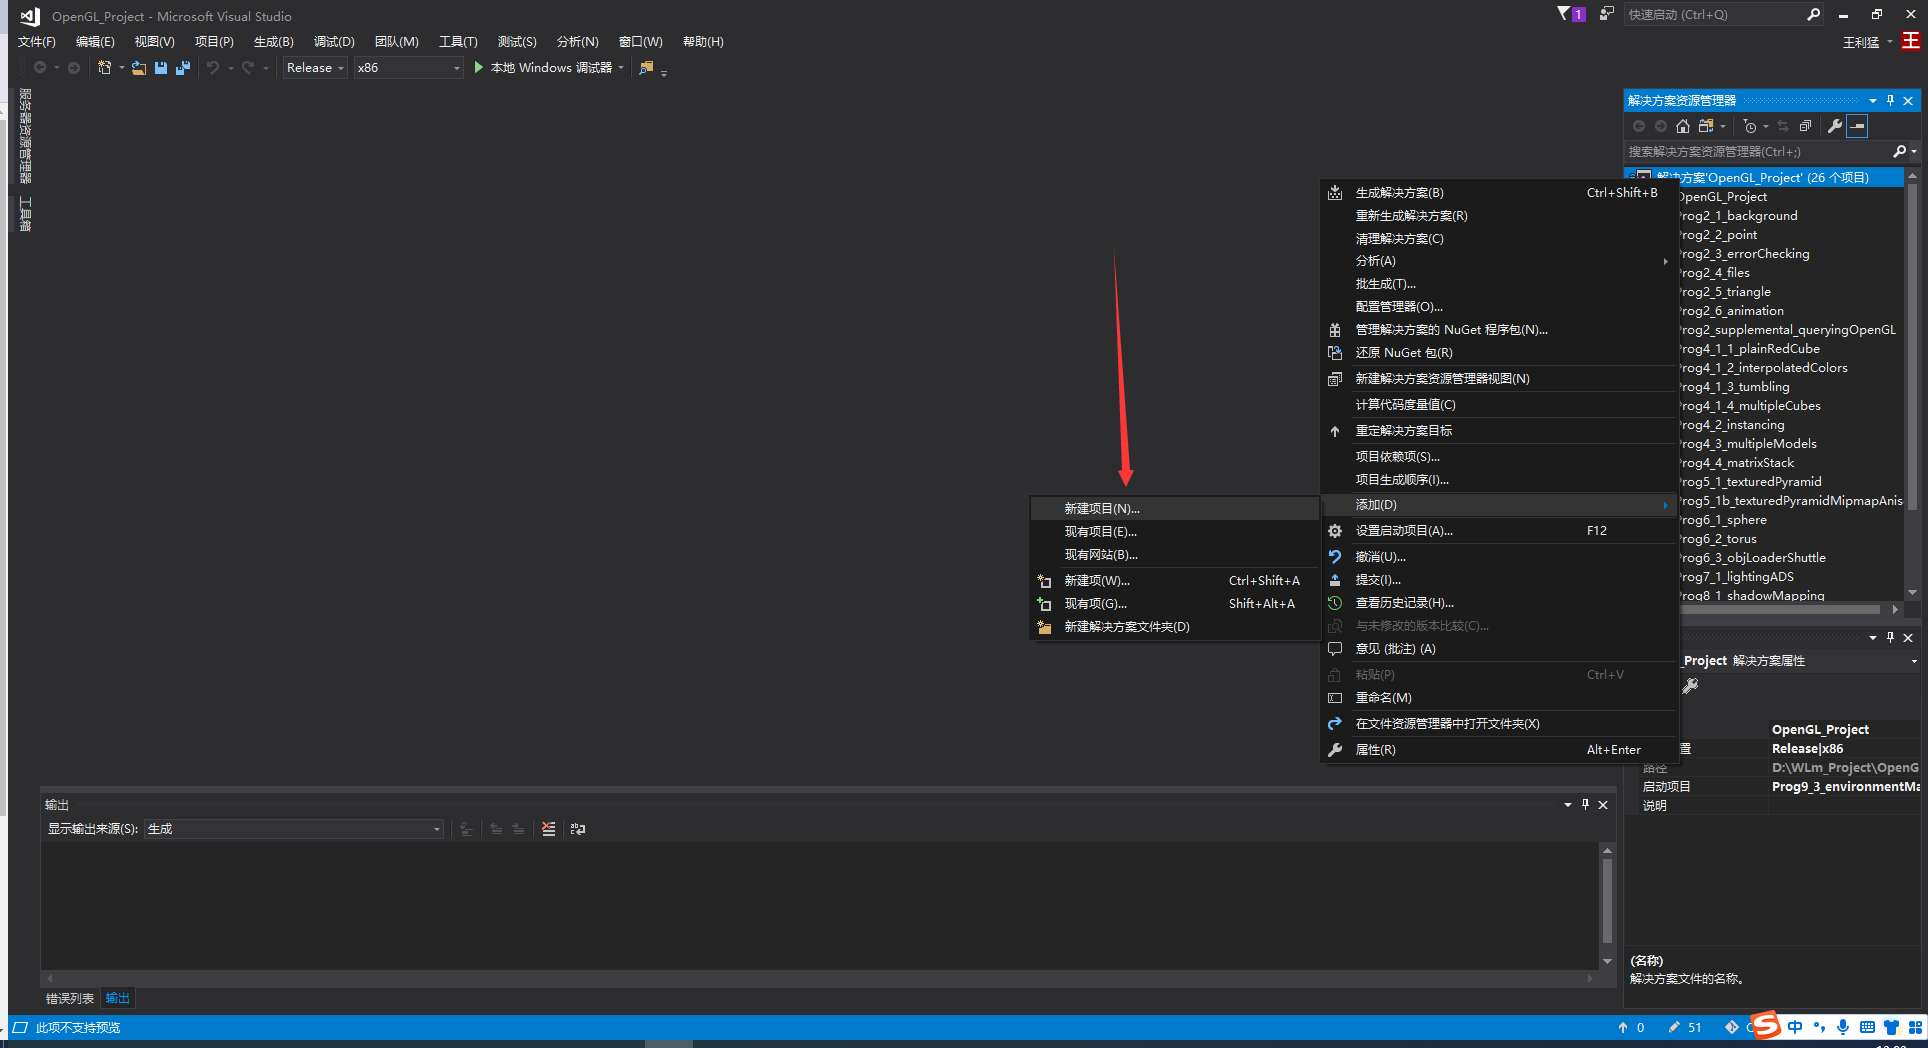 OpenGL_Project - Microsoft Visual Studio
1
快速启动 (Ctrl+Q)
文件(F) 编辑(E) 视图(V) 项目(P) 生成(B) 调试(D) 团队(M) 工具(T) 测试(S) 分析(N) 窗口(W) 帮助(H)
王利猛
王
Release
x86
本地 Windows 调试器
服务器资源管理器
工具箱
解决方案资源管理器
搜索解决方案资源管理器(Ctrl+;)
解决方案'OpenGL_Project' (26 个项目)
OpenGL_Project
rog2_1_background
rog2_2_point
rog2_3_errorChecking
rog2_4_files
rog2_5_triangle
rog2_6_animation
rog2_supplemental_queryingOpenGL
rog4_1_1_plainRedCube
rog4_1_2_interpolatedColors
rog4_1_3_tumbling
rog4_1_4_multipleCubes
rog4_2_instancing
rog4_3_multipleModels
rog4_4_matrixStack
rog5_1_texturedPyramid
rog5_1b_texturedPyramidMipmapAnis
rog6_1_sphere
rog6_2_torus
rog6_3_objLoaderShuttle
rog7_1_lightingADS
rog8_1_shadowMapping
生成解决方案(B) Ctrl+Shift+B
重新生成解决方案(R)
清理解决方案(C)
分析(A)
批生成(T)...
配置管理器(O)...
管理解决方案的 NuGet 程序包(N)...
还原 NuGet 包(R)
新建解决方案资源管理器视图(N)
计算代码度量值(C)
重定解决方案目标
项目依赖项(S)...
项目生成顺序(I)...
添加(D)
设置启动项目(A)... F12
撤消(U)...
提交(I)...
查看历史记录(H)...
与未修改的版本比较(C)...
意见 (批注) (A)
粘贴(P) Ctrl+V
重命名(M)
在文件资源管理器中打开文件夹(X)
属性(R) Alt+Enter
新建项目(N)...
现有项目(E)...
现有网站(B)...
新建项(W)... Ctrl+Shift+A
现有项(G)... Shift+Alt+A
新建解决方案文件夹(D)
_Project 解决方案属性
OpenGL_Project
置 Release|x86
路径 D:\WLm_Project\OpenG
启动项目 Prog9_3_environmentMa
说明
(名称)
解决方案文件的名称。
输出
显示输出来源(S): 生成
错误列表 输出
此项不支持预览
0
51
中